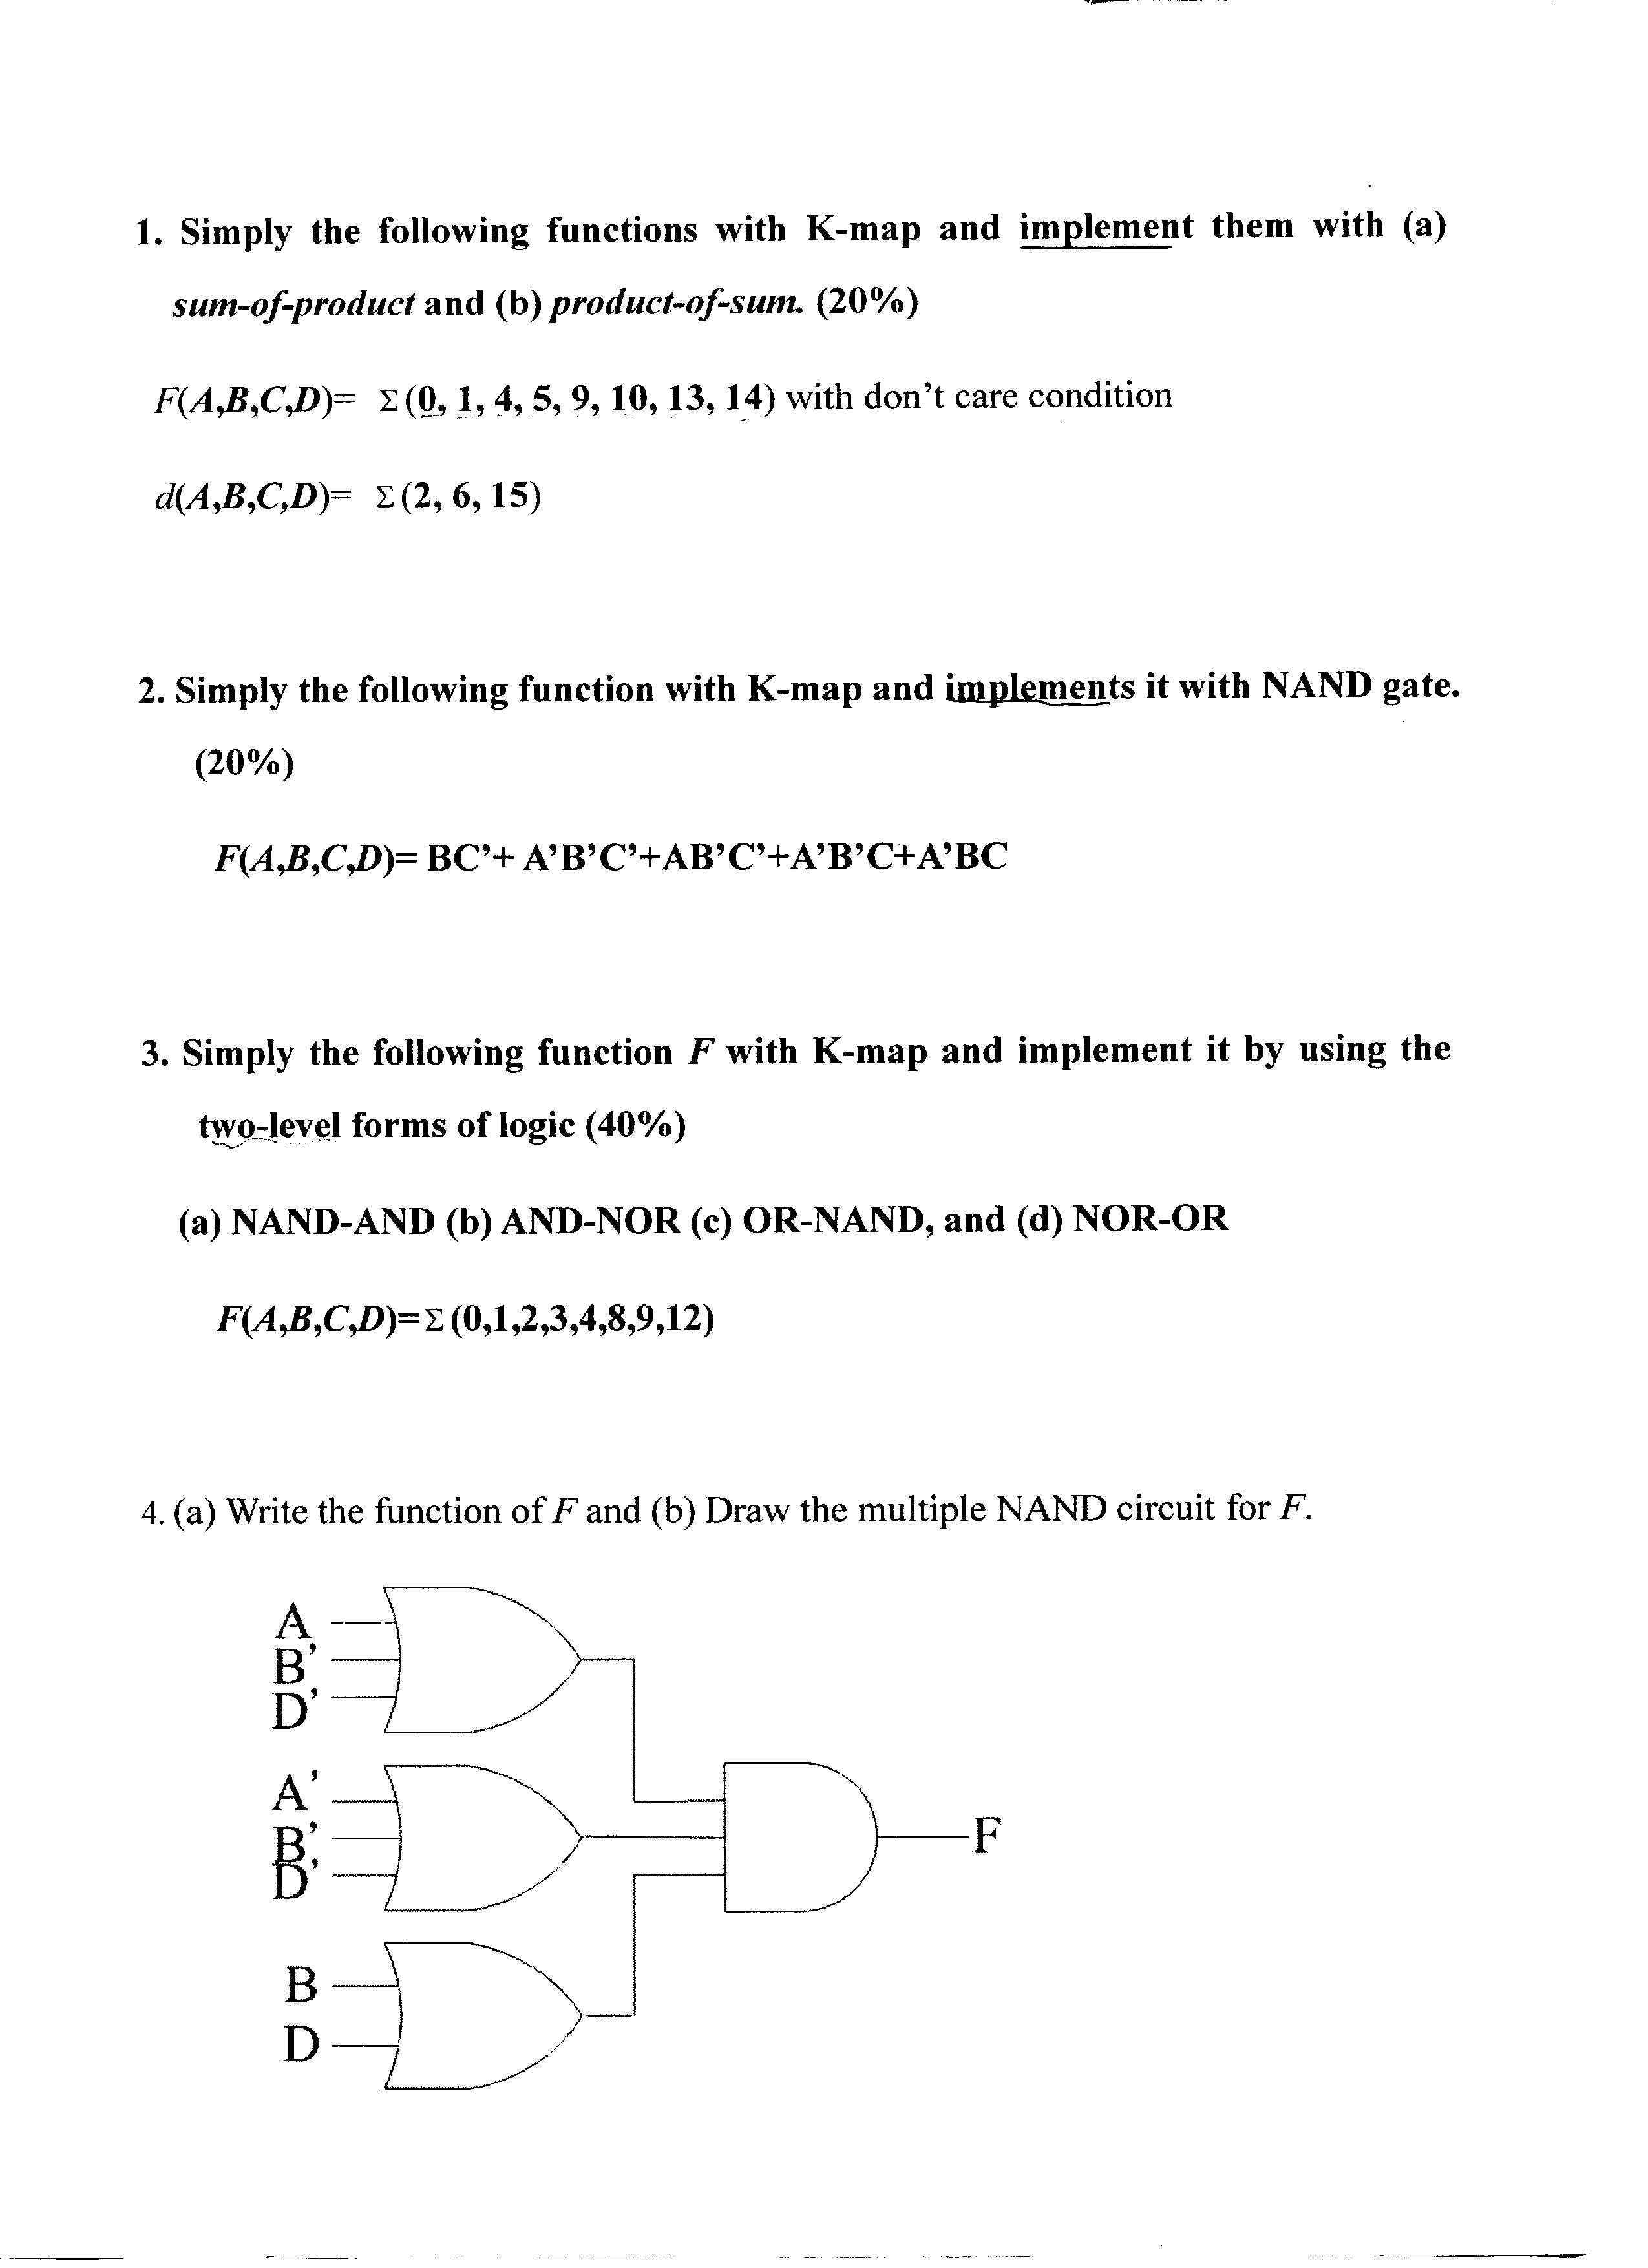 1. Simply the following functions with K-map and implement them with (a)
sum-of-product and (b) product-of-sum. (20%)
F(A,B,C,D)= Σ(0, 1, 4, 5, 9, 10, 13, 14) with don't care condition
d(A,B,C,D)= Σ(2, 6, 15)
2. Simply the following function with K-map and implements it with NAND gate.
(20%)
F(A,B,C,D)= BC'+ A'B'C'+AB'C'+A'B'C+A'BC
3. Simply the following function F with K-map and implement it by using the
two-level forms of logic (40%)
(a) NAND-AND (b) AND-NOR (c) OR-NAND, and (d) NOR-OR
F(A,B,C,D)=Σ(0,1,2,3,4,8,9,12)
4. (a) Write the function of F and (b) Draw the multiple NAND circuit for F.
A
B'
D'
A'
B'
D'
F
B
D